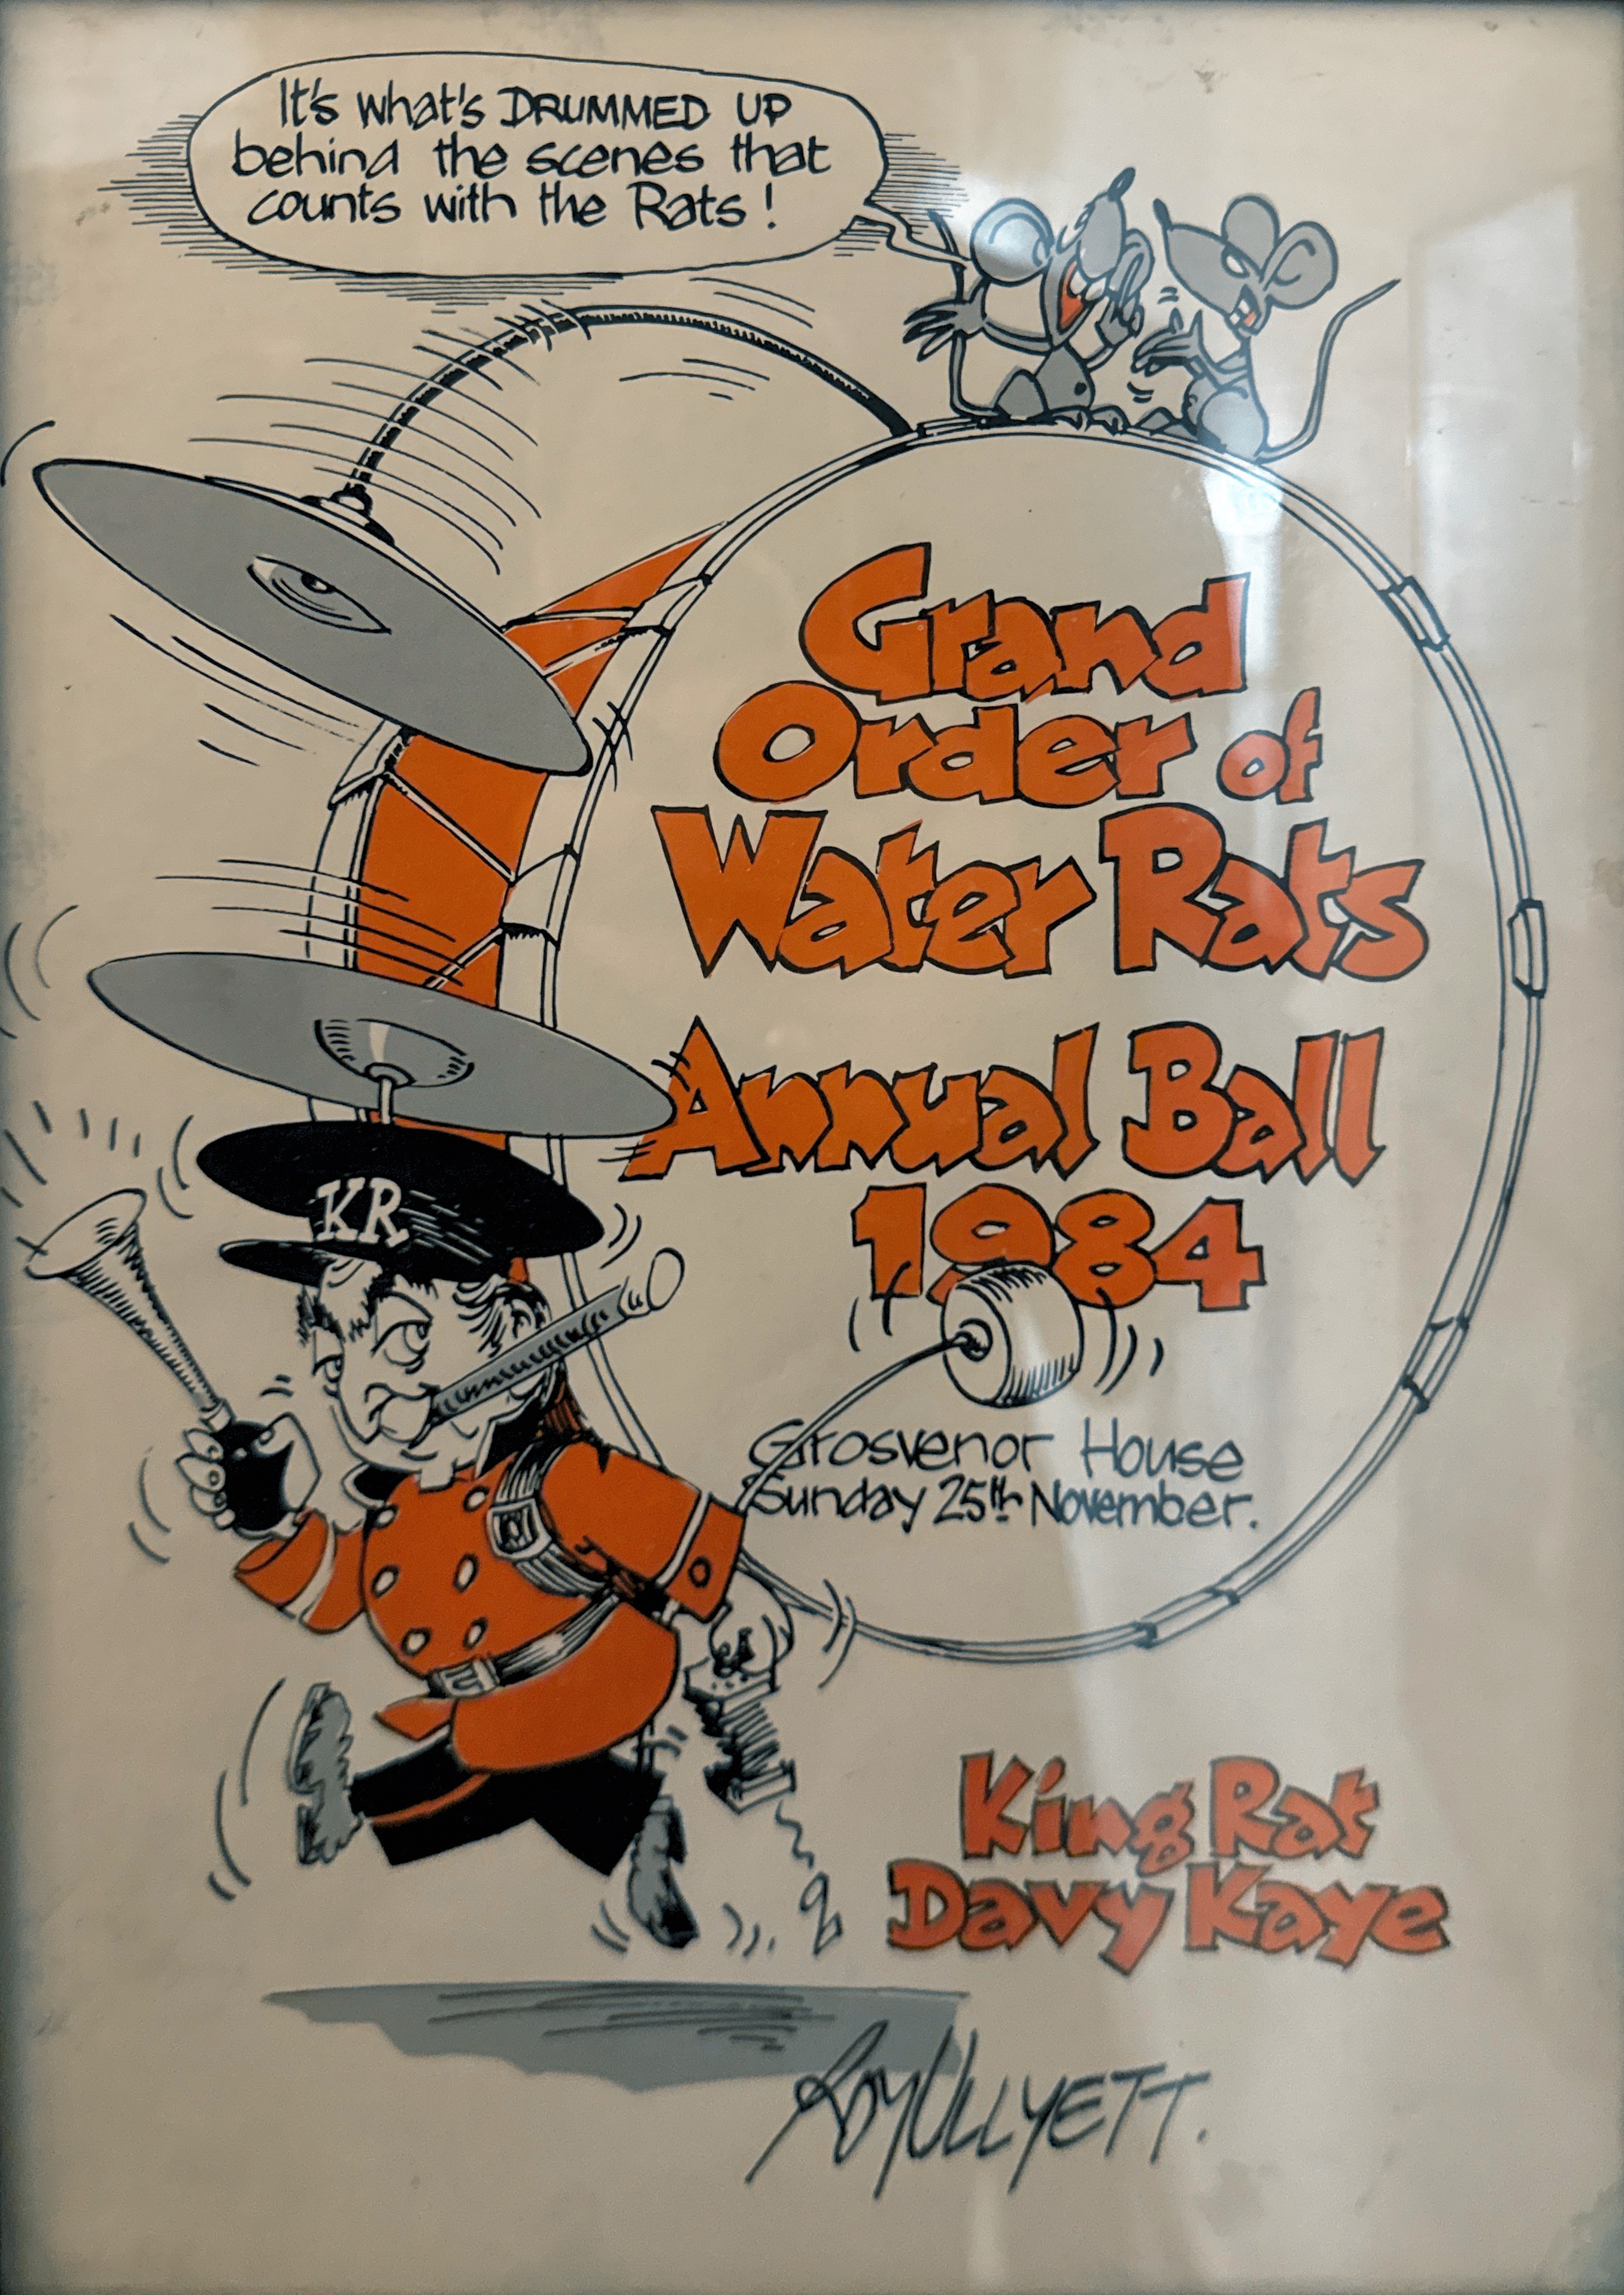 It's what's DRUMMED UP
behind the scenes that
counts with the Rats!
Grand
Order of
Water Rats
Annual Ball
1984
KR
Grosvenor House
Sunday 25th November.
King Rat
Davy Kaye
ROY ULLYETT.